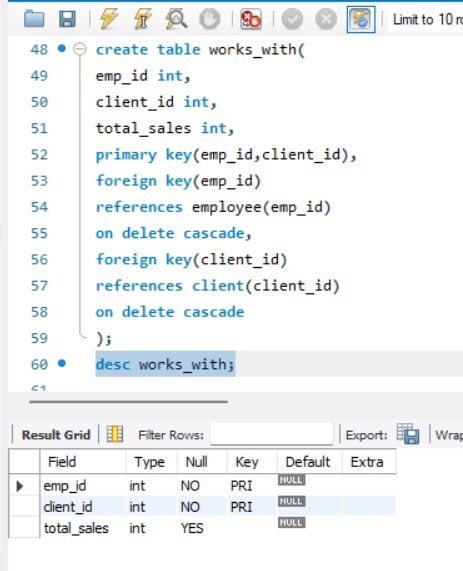 Limit to 10
48 create table works_with(
49 emp_id int,
50 client_id int,
51 total_sales int,
52 primary key(emp_id,client_id),
53 foreign key(emp_id)
54 references employee(emp_id)
55 on delete cascade,
56 foreign key(client_id)
57 references client(client_id)
58 on delete cascade
59 );
60 desc works_with;
61
Result Grid Filter Rows: Export: Wrap
Field Type Null Key Default Extra
emp_id int NO PRI NULL
client_id int NO PRI NULL
total_sales int YES NULL